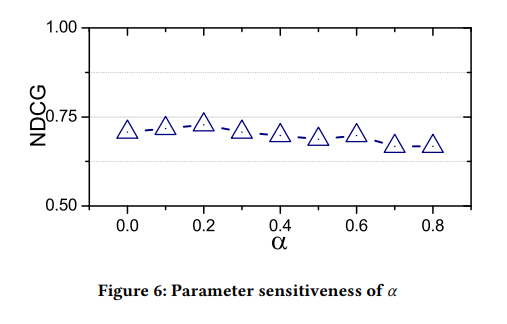 1.00
0.75
0.50
NDCG
0.0 0.2 0.4 0.6 0.8
α
Figure 6: Parameter sensitiveness of α